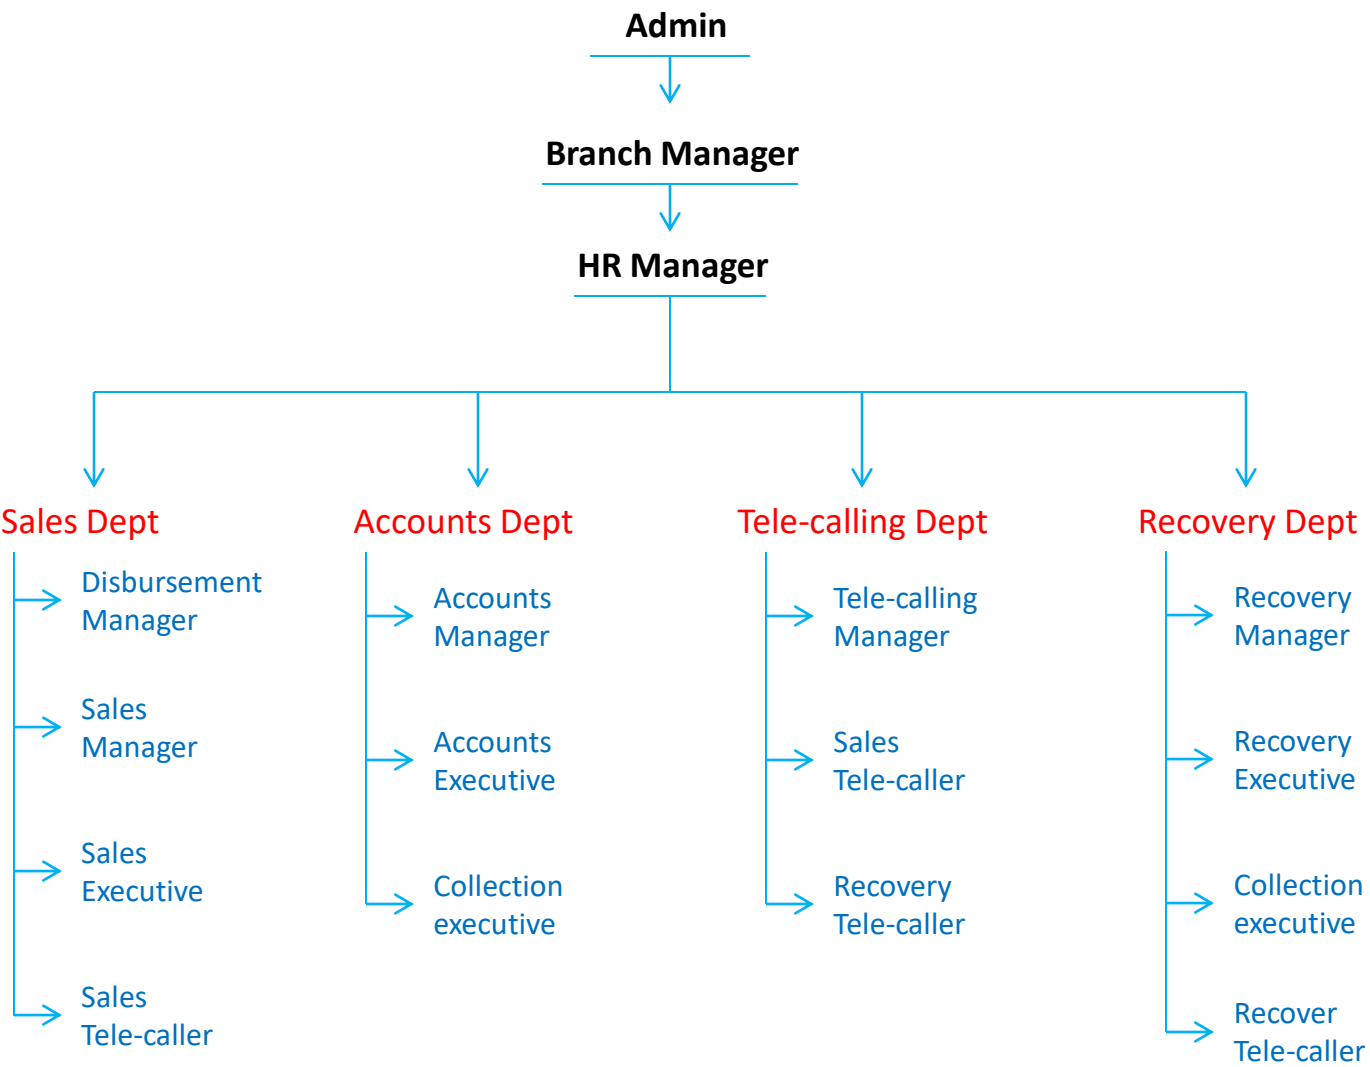 Admin
Branch Manager
HR Manager
Sales Dept
Disbursement
Manager
Sales
Manager
Sales
Executive
Sales
Tele-caller
Accounts Dept
Accounts
Manager
Accounts
Executive
Collection
executive
Tele-calling Dept
Tele-calling
Manager
Sales
Tele-caller
Recovery
Tele-caller
Recovery Dept
Recovery
Manager
Recovery
Executive
Collection
executive
Recover
Tele-caller